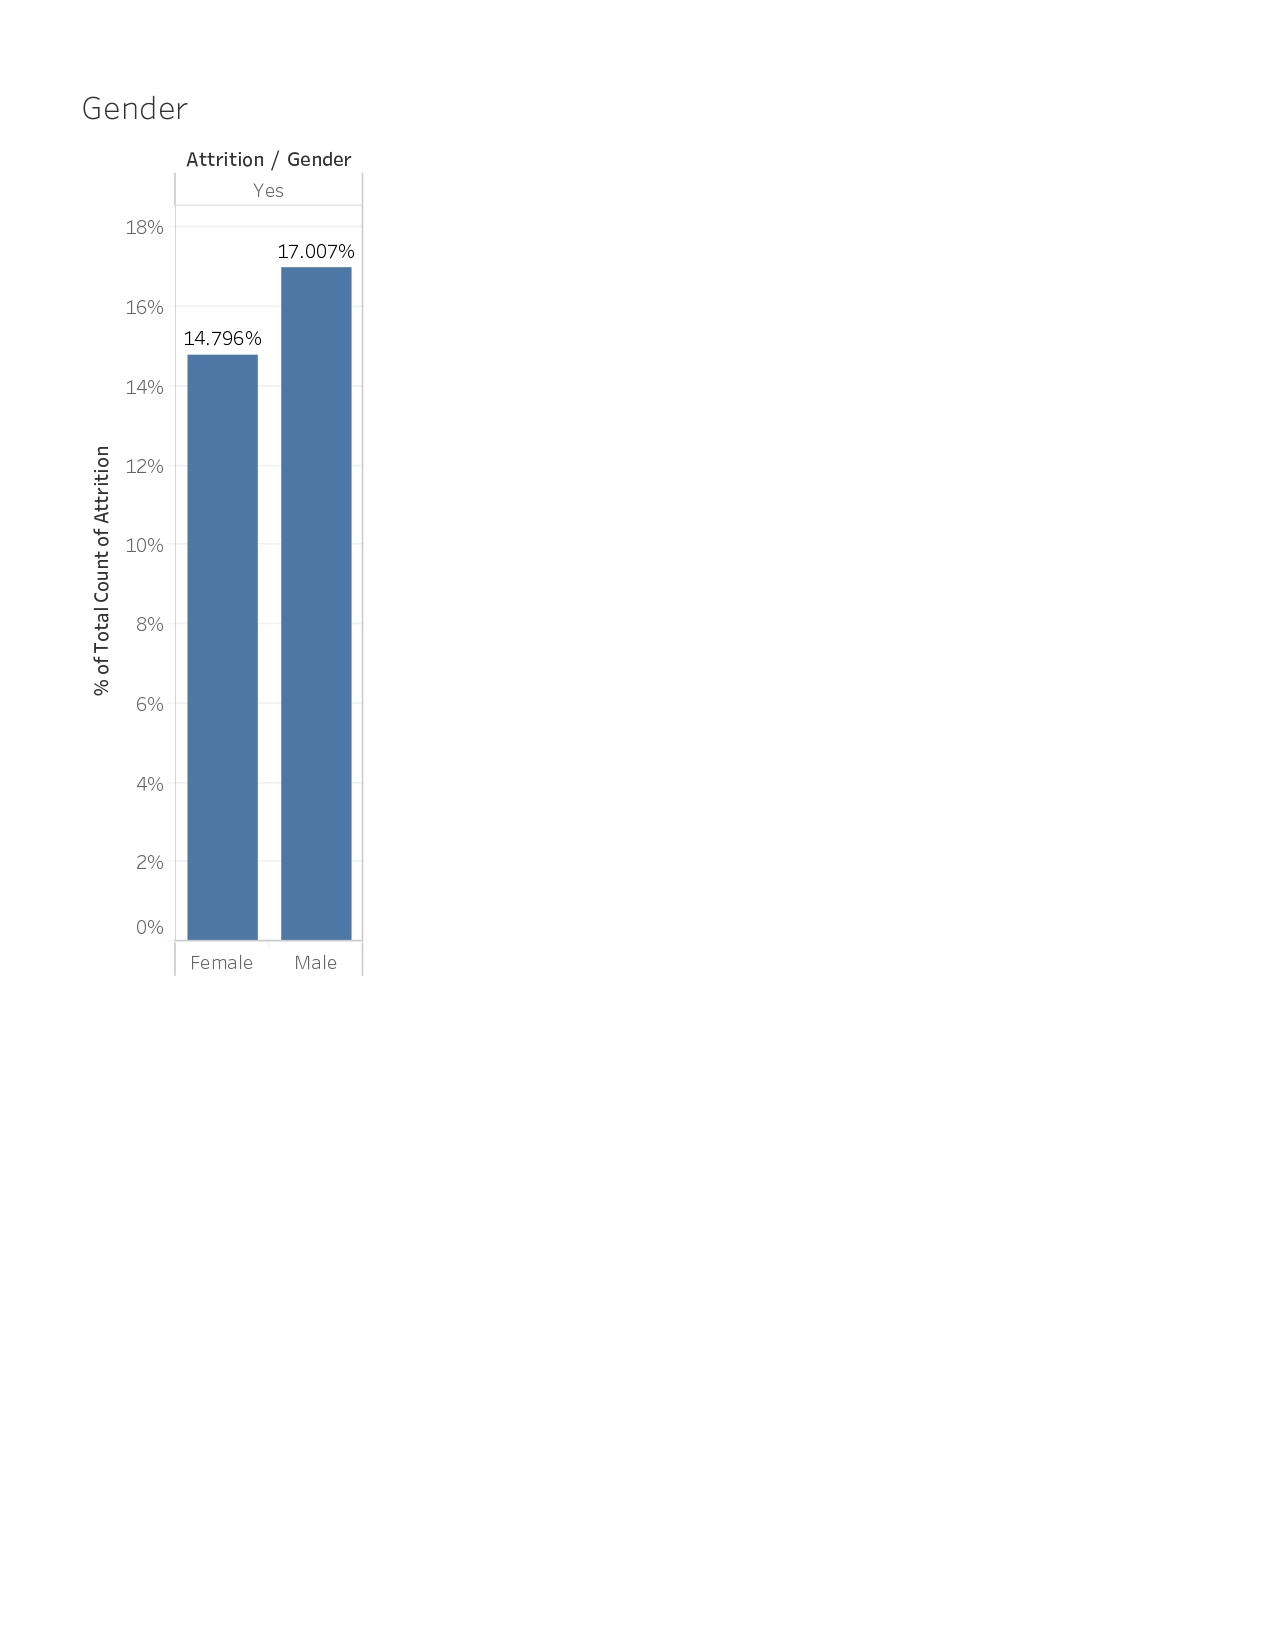 Gender
Attrition / Gender
Yes
18%
17.007%
16%
14.796%
14%
12%
10%
8%
6%
4%
2%
0%
% of Total Count of Attrition
Female Male